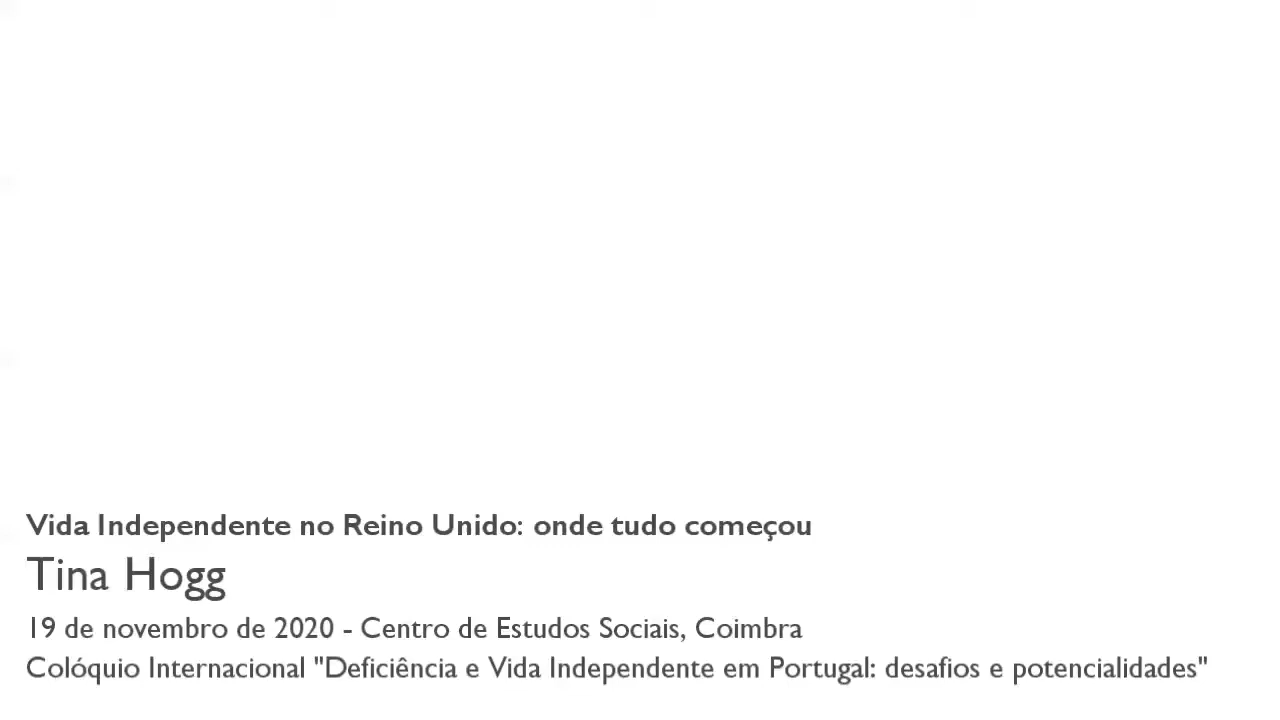 Vida Independente no Reino Unido: onde tudo começou
Tina Hogg
19 de novembro de 2020 - Centro de Estudos Sociais, Coimbra
Colóquio Internacional "Deficiência e Vida Independente em Portugal: desafios e potencialidades"